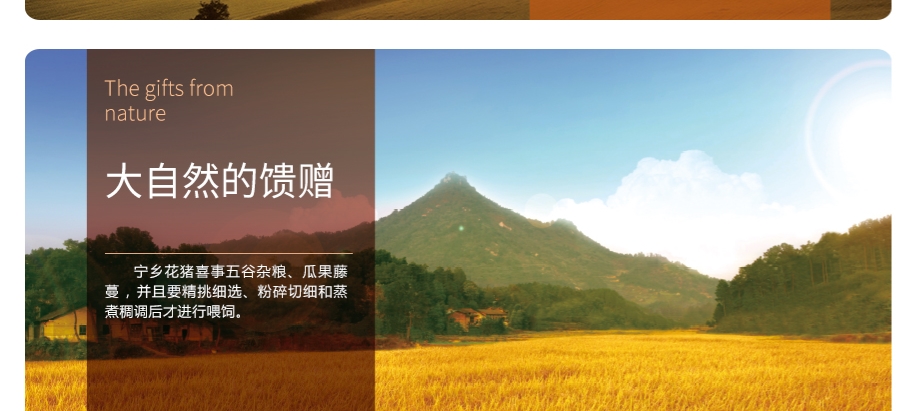 The gifts from
nature
大自然的馈赠
宁乡花猪喜事五谷杂粮、瓜果藤
蔓，并且要精挑细选、粉碎切细和蒸
煮稠调后才进行喂饲。